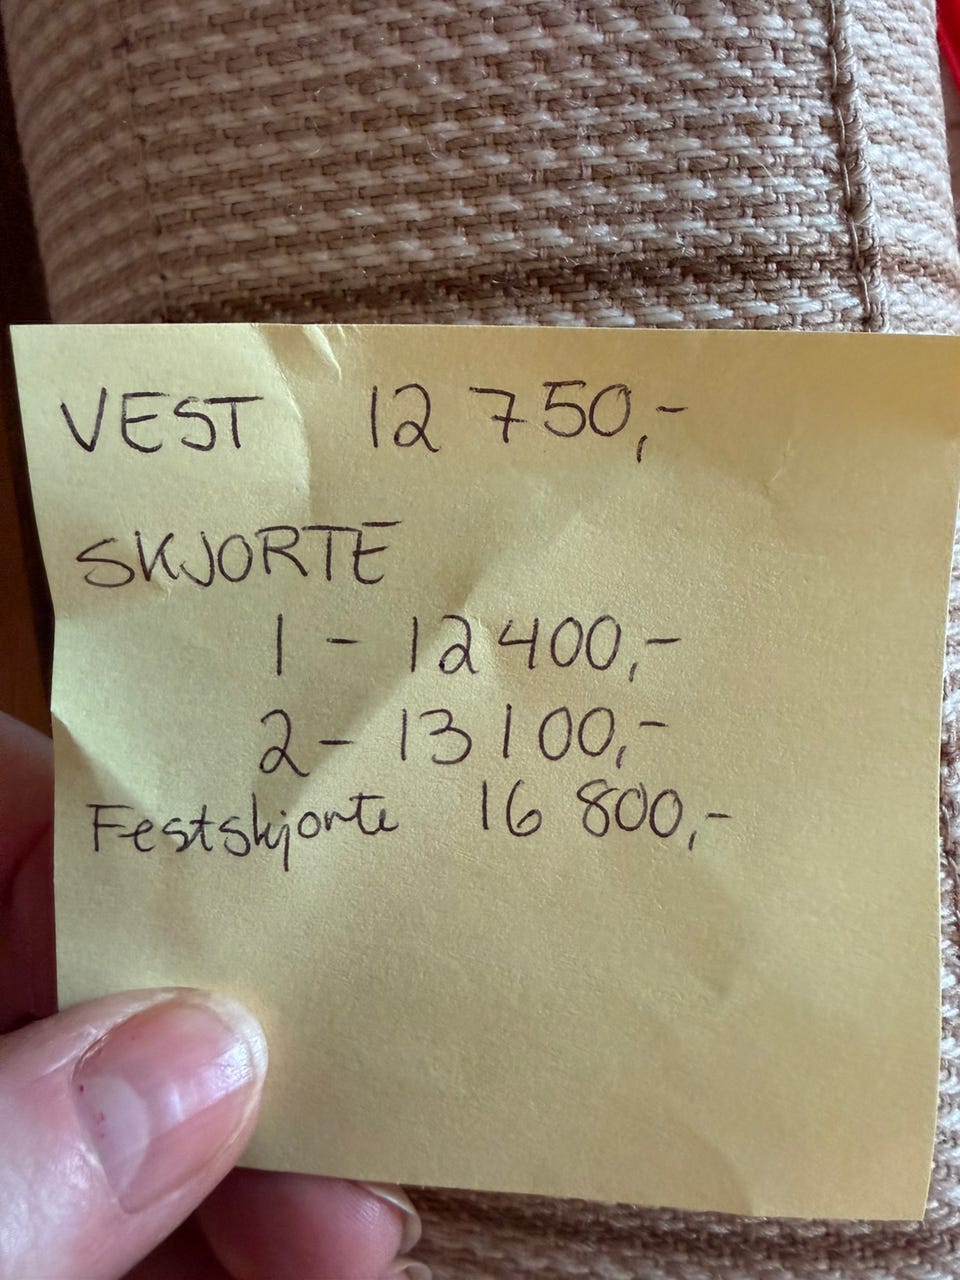 VEST 12 750,-
SKJORTE
1 - 12 400,-
2 - 13 100,-
Festskjorte 16 800,-